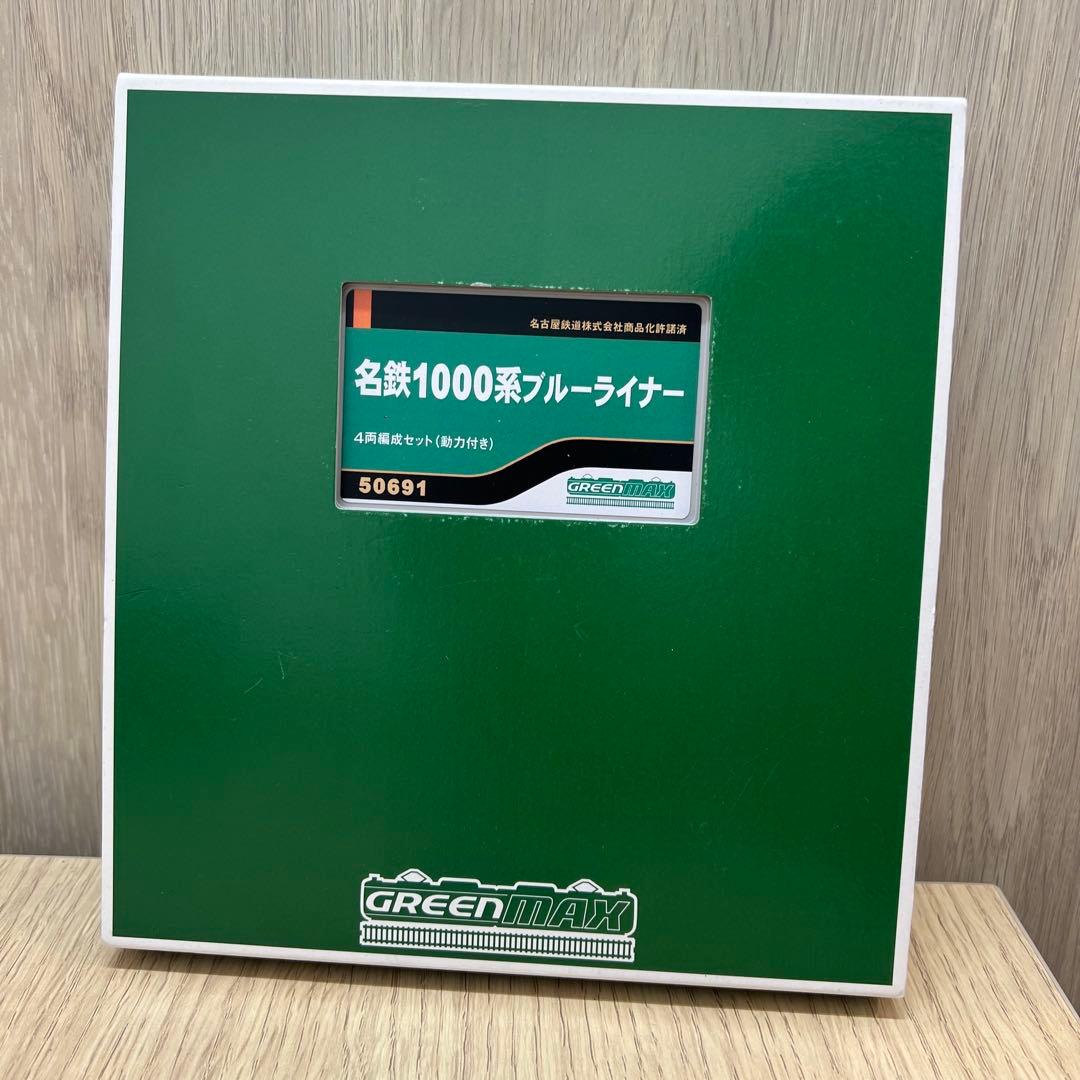 名古屋鉄道株式会社商品化許諾済
名鉄1000系ブルーライナー
4両編成セット(動力付き)
50691
GREENMAX
GREENMAX